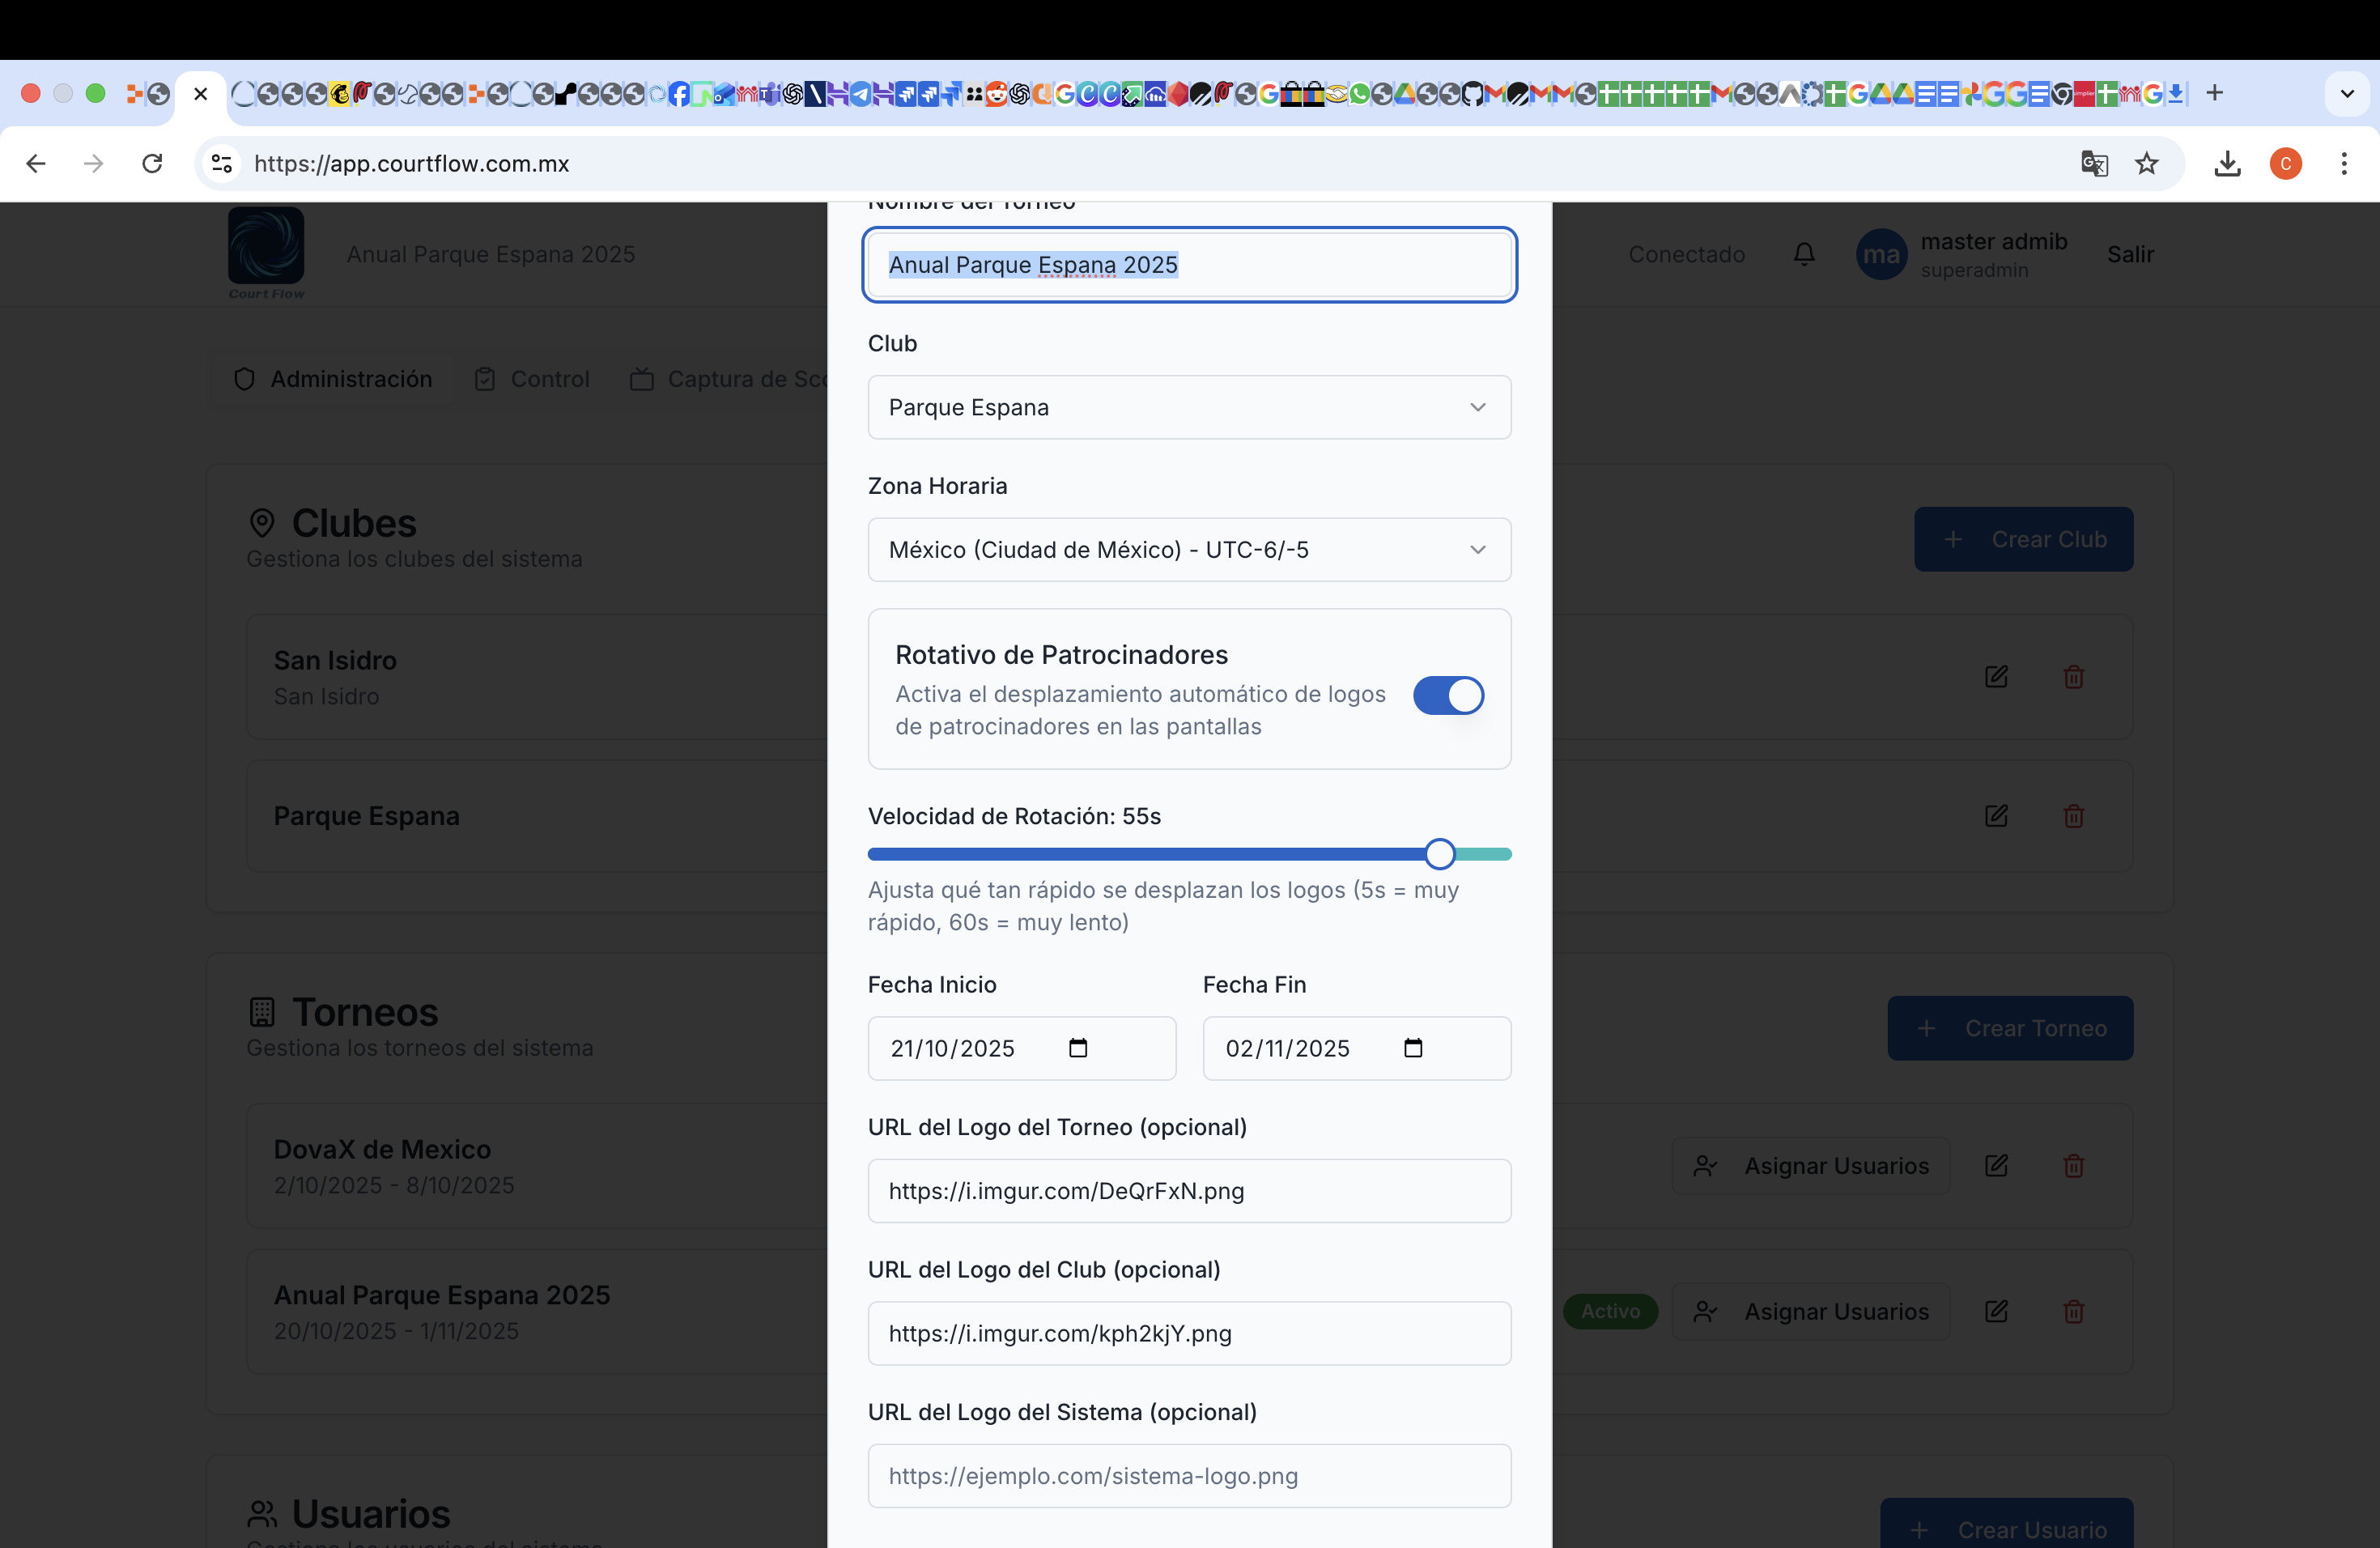 https://app.courtflow.com.mx
C
Court Flow
Anual Parque Espana 2025
Conectado
ma
master admib
superadmin
Salir
Administración
Control
Captura de Sc
Clubes
Gestiona los clubes del sistema
Crear Club
San Isidro
San Isidro
Parque Espana
Torneos
Gestiona los torneos del sistema
Crear Torneo
DovaX de Mexico
2/10/2025 - 8/10/2025
Asignar Usuarios
Anual Parque Espana 2025
20/10/2025 - 1/11/2025
Activo
Asignar Usuarios
Usuarios
Crear Usuario
Nombre del Torneo
Anual Parque Espana 2025
Club
Parque Espana
Zona Horaria
México (Ciudad de México) - UTC-6/-5
Rotativo de Patrocinadores
Activa el desplazamiento automático de logos
de patrocinadores en las pantallas
Velocidad de Rotación: 55s
Ajusta qué tan rápido se desplazan los logos (5s = muy
rápido, 60s = muy lento)
Fecha Inicio
Fecha Fin
21/10/2025
02/11/2025
URL del Logo del Torneo (opcional)
https://i.imgur.com/DeQrFxN.png
URL del Logo del Club (opcional)
https://i.imgur.com/kph2kjY.png
URL del Logo del Sistema (opcional)
https://ejemplo.com/sistema-logo.png